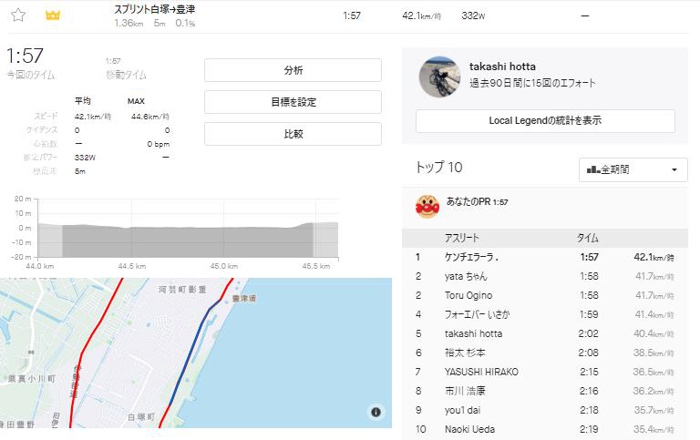 スプリント白塚→豊津
1.36km 5m 0.1%
1:57 42.1km/時 332W —
1:57
今回のタイム
1:57
移動タイム
平均 MAX
スピード 42.1km/時 44.6km/時
ケイデンス 0 0
心拍数 — 0 bpm
推定パワー 332W —
標高差 5m
分析
目標を設定
比較
20 m
10 m
0 m
-10 m
-20 m
44.0 km 44.5 km 45.0 km 45.5 km
河芸町影重
豊津浦
葉真小川町
伊勢街道
白塚町
身田豊野
takashi hotta
過去90日間に15回のエフォート
Local Legendの統計を表示
トップ 10
全期間
あなたのPR 1:57
アスリート タイム
1 ケンチェラーラ . 1:57 42.1km/時
2 yata ちゃん 1:58 41.7km/時
2 Toru Ogino 1:58 41.7km/時
4 フォーエバー いさか 1:59 41.4km/時
5 takashi hotta 2:02 40.4km/時
6 裕太 杉本 2:08 38.5km/時
7 YASUSHI HIRAKO 2:15 36.5km/時
8 市川 浩康 2:16 36.2km/時
9 you1 dai 2:18 35.7km/時
10 Naoki Ueda 2:19 35.4km/時